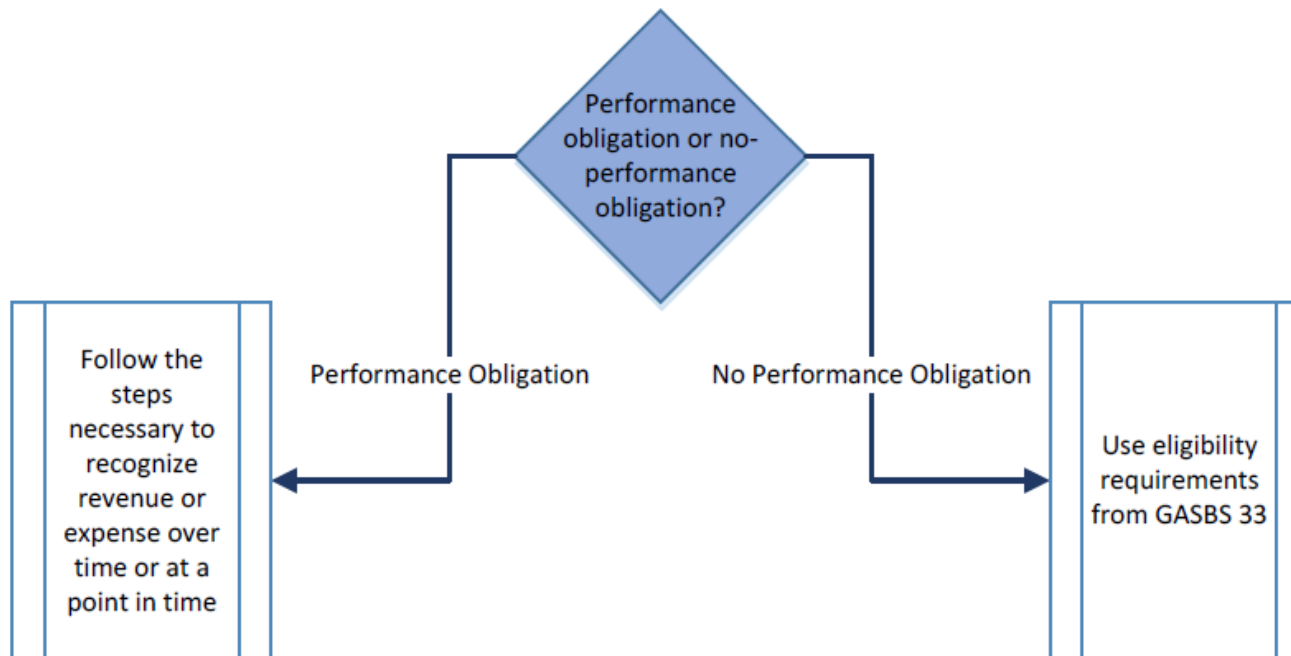 Performance
obligation or no-
performance
obligation?
Performance Obligation
No Performance Obligation
Follow the
steps
necessary to
recognize
revenue or
expense over
time or at a
point in time
Use eligibility
requirements
from GASBS 33